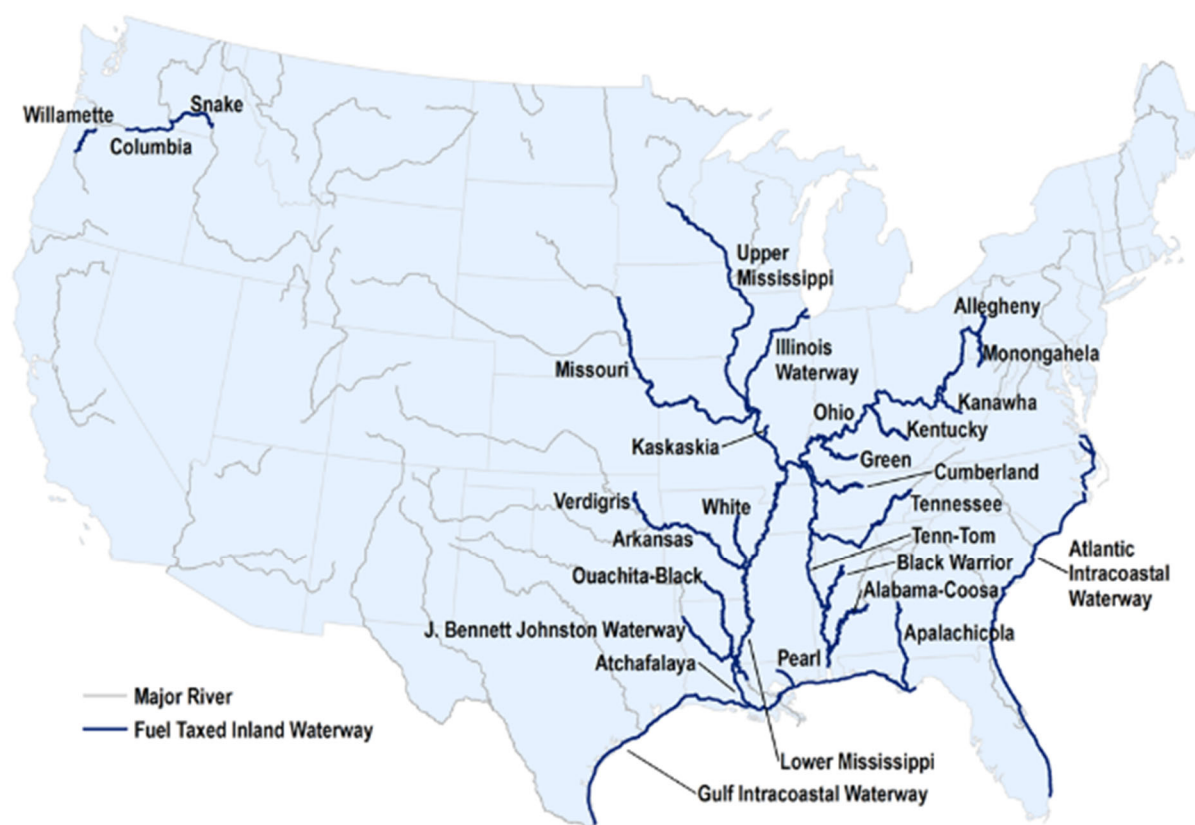 Willamette
Snake
Columbia
Upper
Mississippi
Allegheny
Illinois
Waterway
Monongahela
Missouri
Ohio
Kanawha
Kaskaskia
Kentucky
Green
Cumberland
Verdigris
White
Tennessee
Arkansas
Tenn-Tom
Black Warrior
Atlantic
Intracoastal
Waterway
Ouachita-Black
Alabama-Coosa
J. Bennett Johnston Waterway
Apalachicola
Atchafalaya
Pearl
Major River
Fuel Taxed Inland Waterway
Lower Mississippi
Gulf Intracoastal Waterway